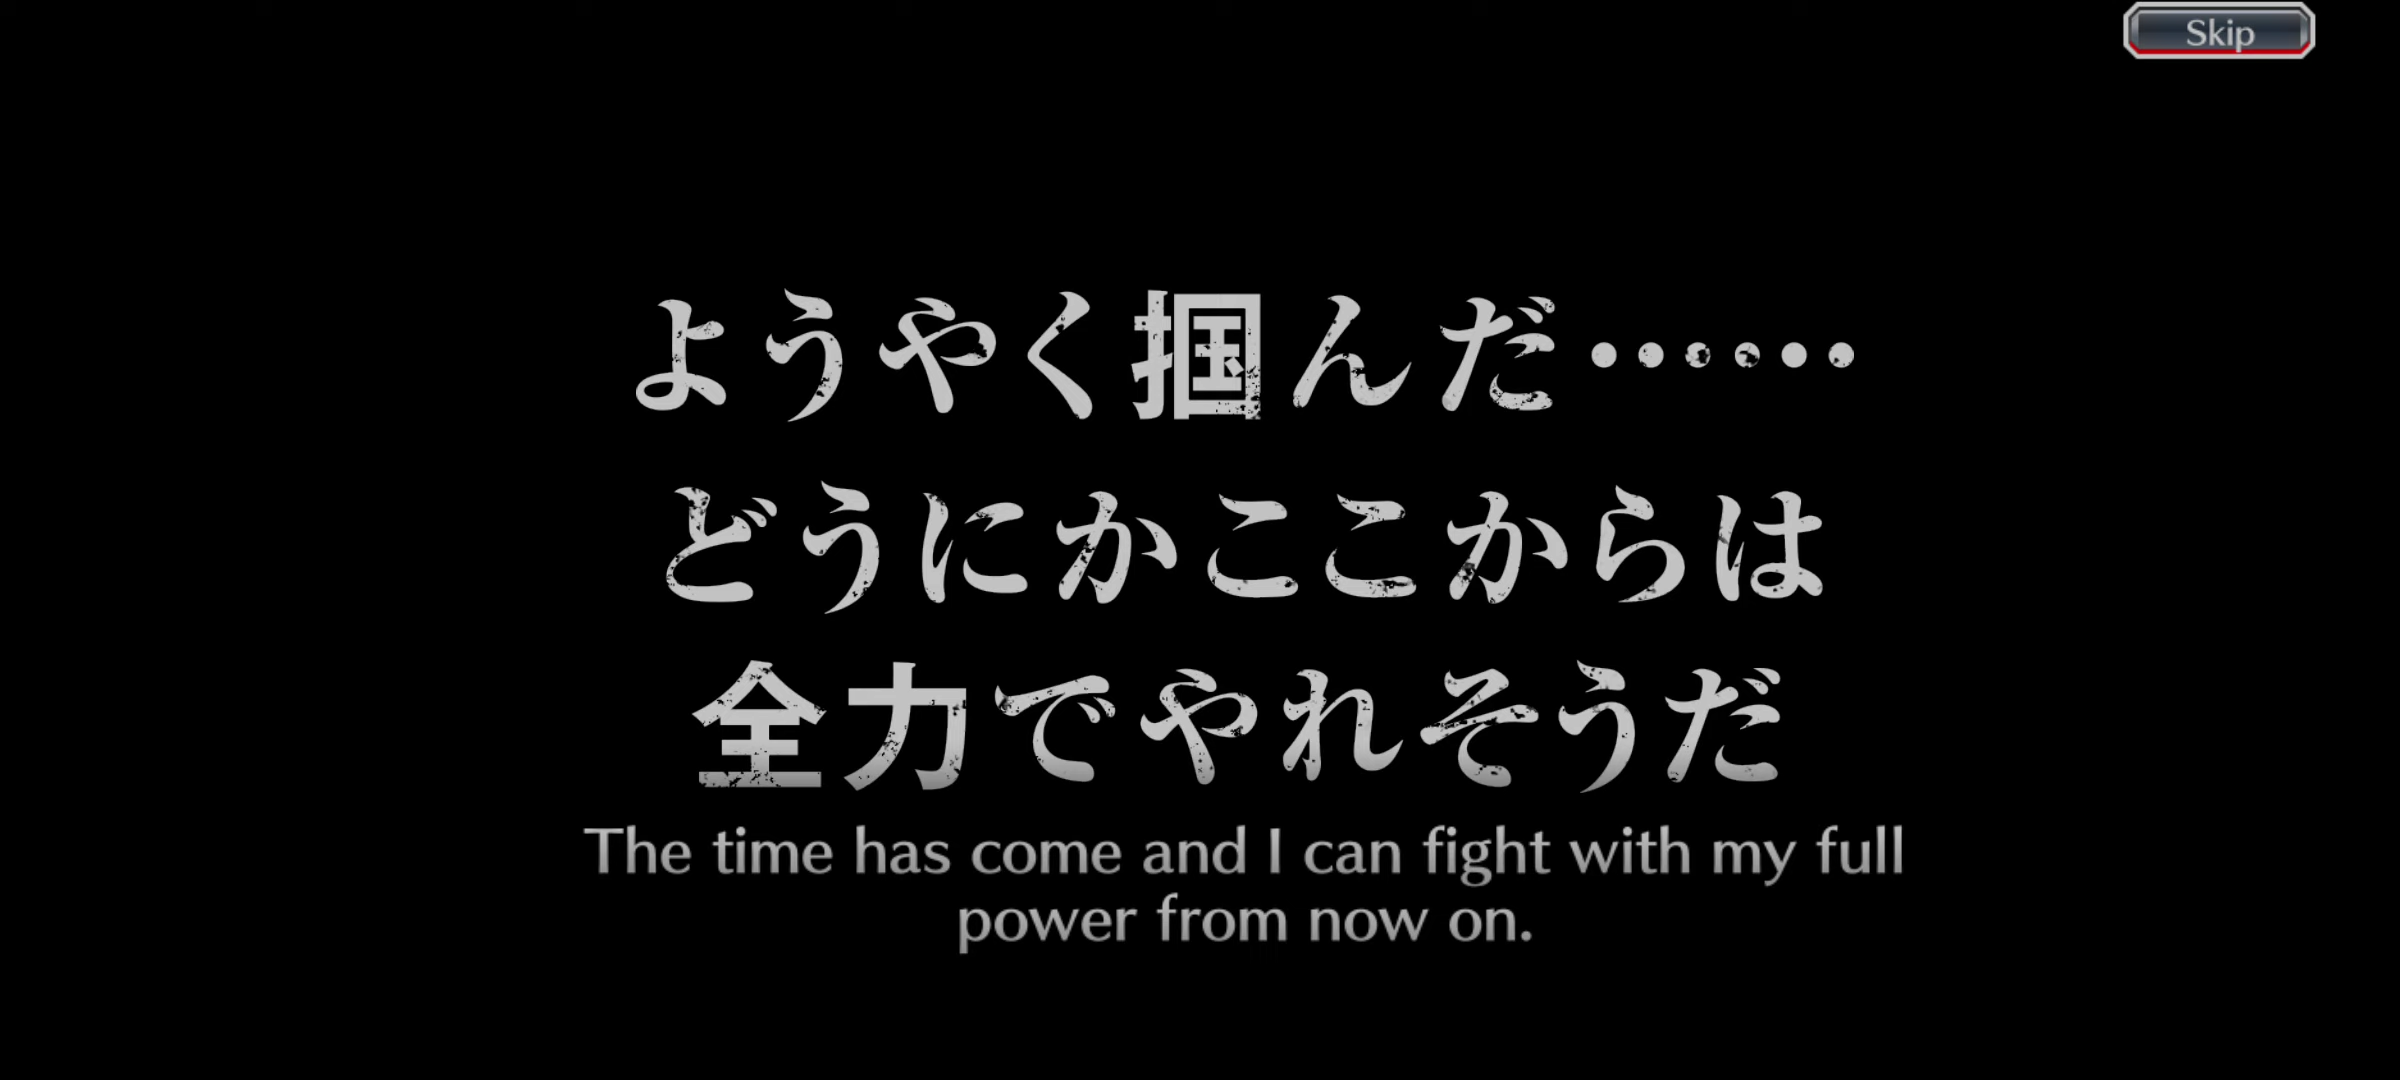 Skip
ようやく掴んだ……
どうにかここからは
全力でやれそうだ
The time has come and I can fight with my full
power from now on.